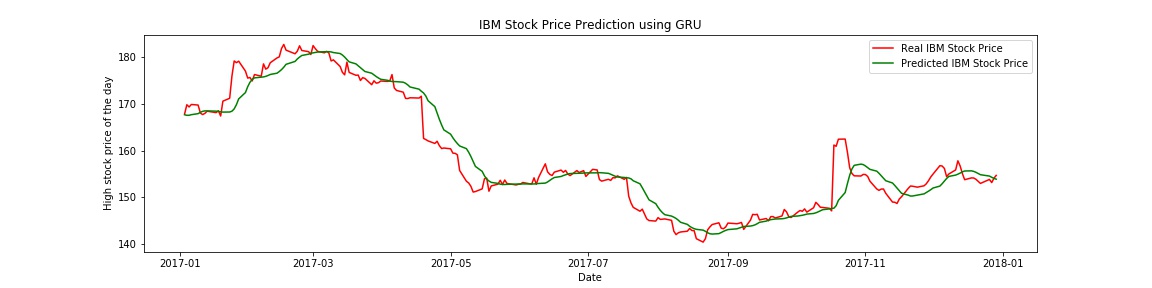 IBM Stock Price Prediction using GRU
Real IBM Stock Price
Predicted IBM Stock Price
High stock price of the day
180
170
160
150
140
2017-01
2017-03
2017-05
2017-07
2017-09
2017-11
2018-01
Date